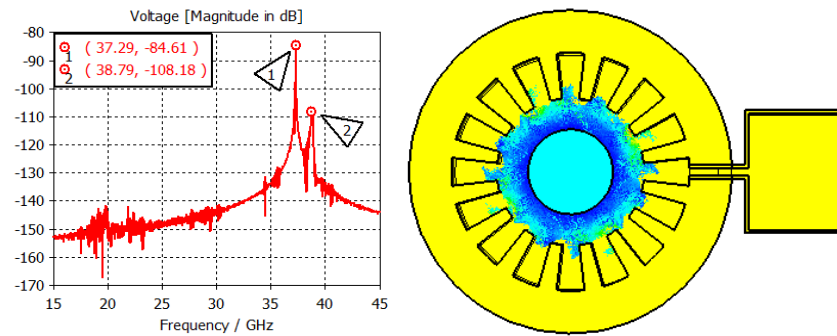 Voltage [Magnitude in dB]
-80
-90
-100
-110
-120
-130
-140
-150
-160
-170
1 ( 37.29, -84.61 )
2 ( 38.79, -108.18 )
1
2
15 20 25 30 35 40 45
Frequency / GHz